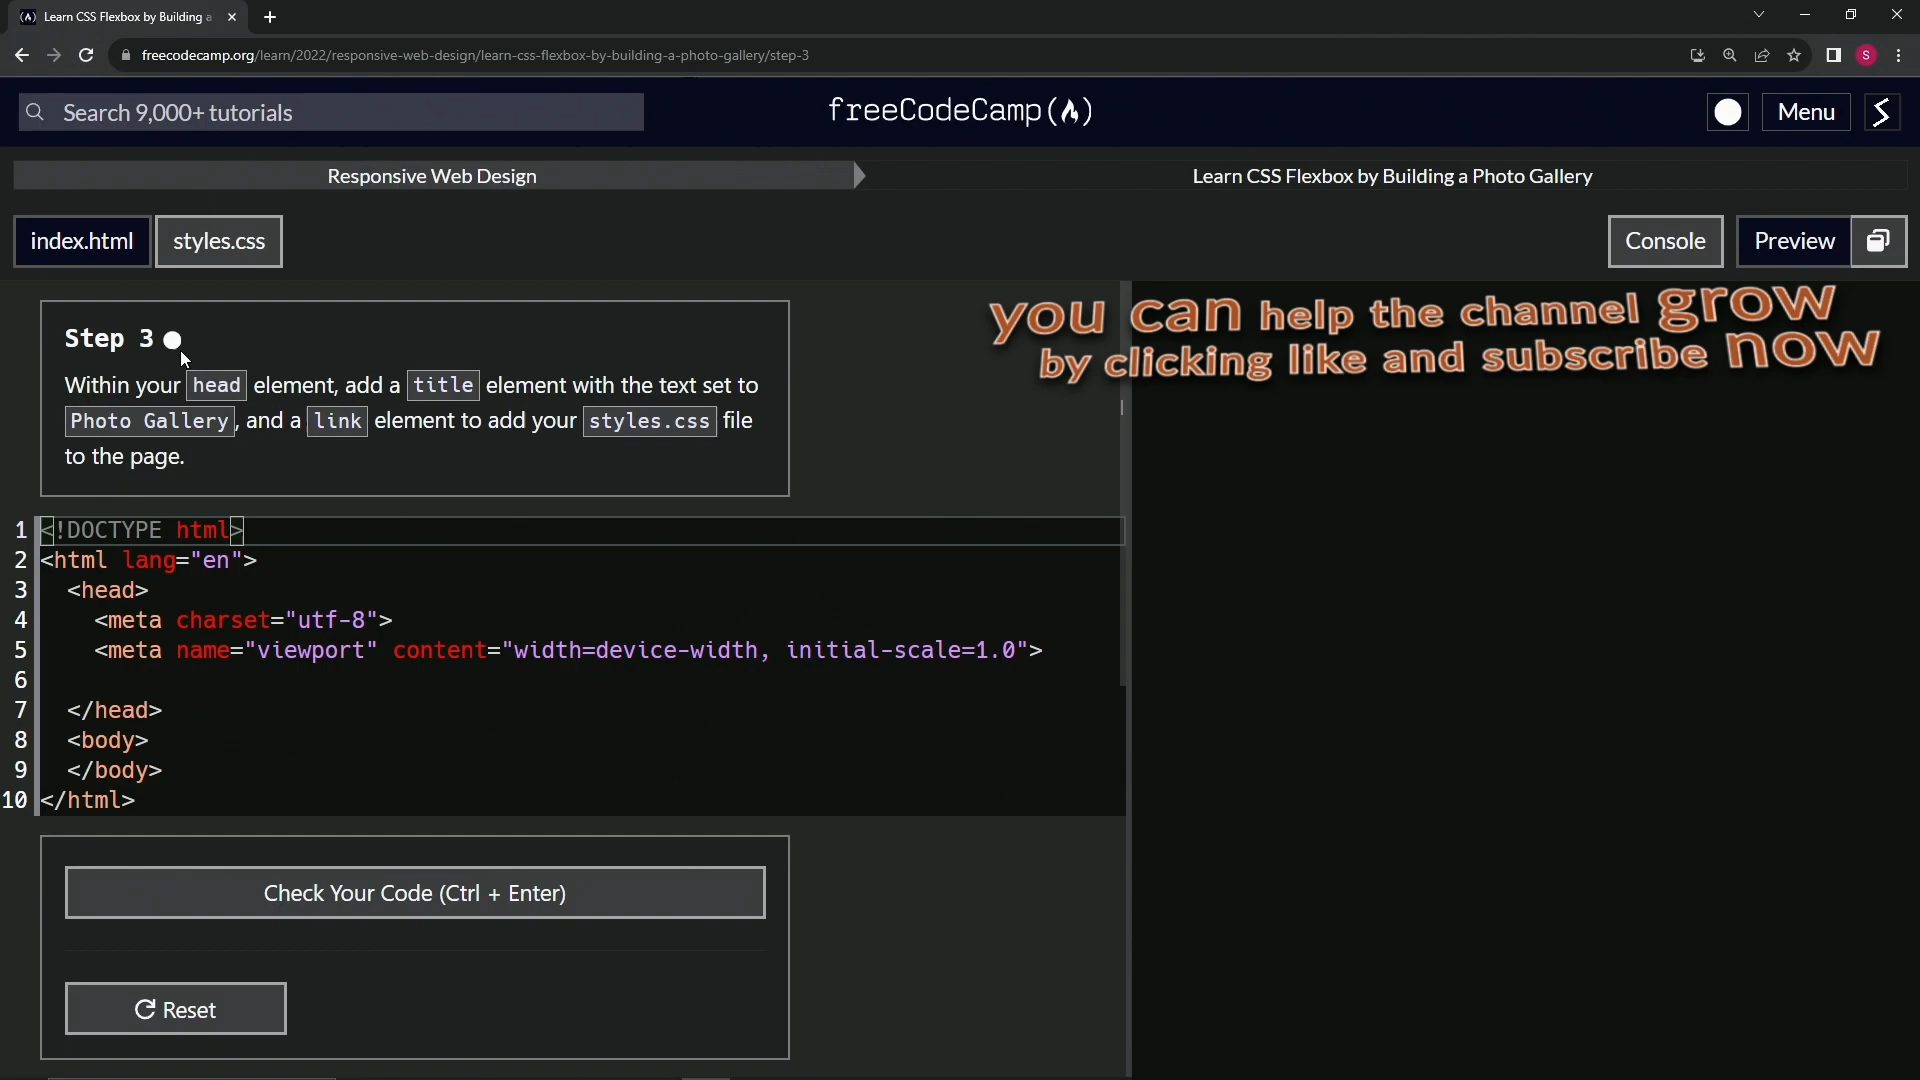 Learn CSS Flexbox by Building a
freecodecamp.org/learn/2022/responsive-web-design/learn-css-flexbox-by-building-a-photo-gallery/step-3
S
Search 9,000+ tutorials
freeCodeCamp
Menu
Responsive Web Design
Learn CSS Flexbox by Building a Photo Gallery
index.html
styles.css
Console
Preview
you can help the channel grow
by clicking like and subscribe now
Step 3
Within your head element, add a title element with the text set to
Photo Gallery, and a link element to add your styles.css file
to the page.
1 <!DOCTYPE html>
2 <html lang="en">
3 <head>
4 <meta charset="utf-8">
5 <meta name="viewport" content="width=device-width, initial-scale=1.0">
6
7 </head>
8 <body>
9 </body>
10 </html>
Check Your Code (Ctrl + Enter)
Reset